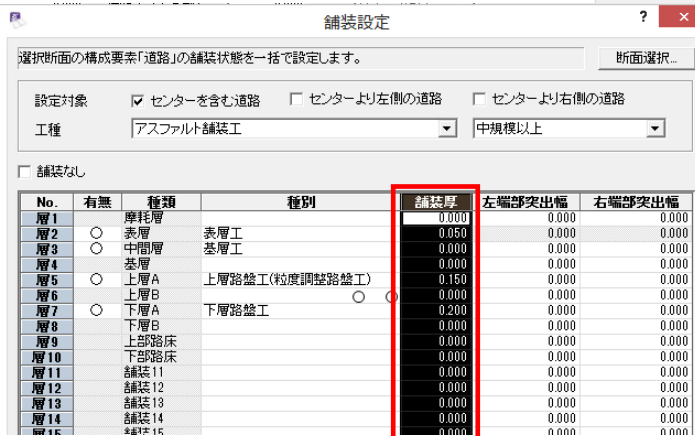 舗装設定
? ×
選択断面の構成要素「道路」の舗装状態を一括で設定します。
断面選択...
設定対象 センターを含む道路 センターより左側の道路 センターより右側の道路
工種 アスファルト舗装工 中規模以上
舗装なし
No. 有無 種類 種別 舗装厚 左端部突出幅 右端部突出幅
層1 摩耗層 0.000 0.000 0.000
層2 ○ 表層 表層工 0.050 0.000 0.000
層3 ○ 中間層 基層工 0.000 0.000 0.000
層4 基層 0.000 0.000 0.000
層5 ○ 上層A 上層路盤工(粒度調整路盤工) 0.150 0.000 0.000
層6 上層B ○ ○ 0.000 0.000 0.000
層7 ○ 下層A 下層路盤工 0.200 0.000 0.000
層8 下層B 0.000 0.000 0.000
層9 上部路床 0.000 0.000 0.000
層10 下部路床 0.000 0.000 0.000
層11 舗装11 0.000 0.000 0.000
層12 舗装12 0.000 0.000 0.000
層13 舗装13 0.000 0.000 0.000
層14 舗装14 0.000 0.000 0.000
層15 舗装15 0.000 0.000 0.000